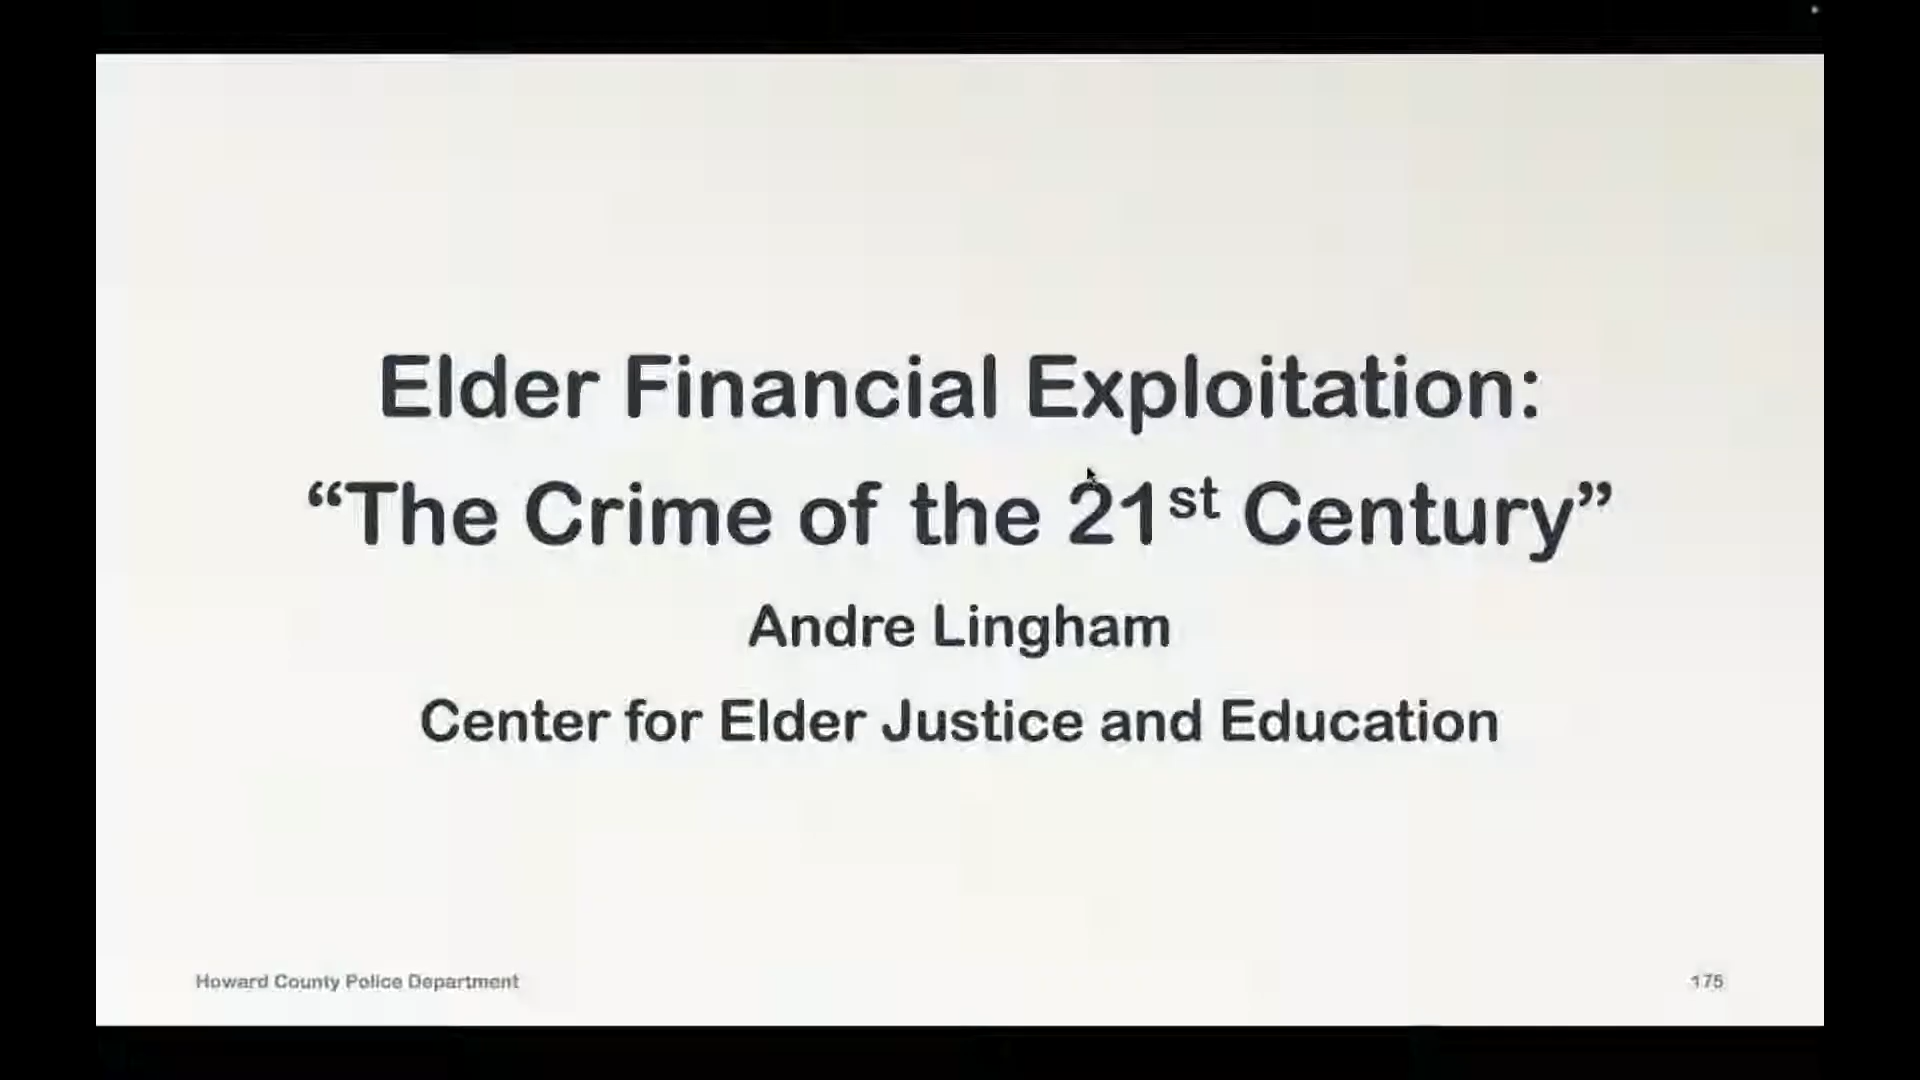 Elder Financial Exploitation:
“The Crime of the 21st Century”
Andre Lingham
Center for Elder Justice and Education
Howard County Police Department
175